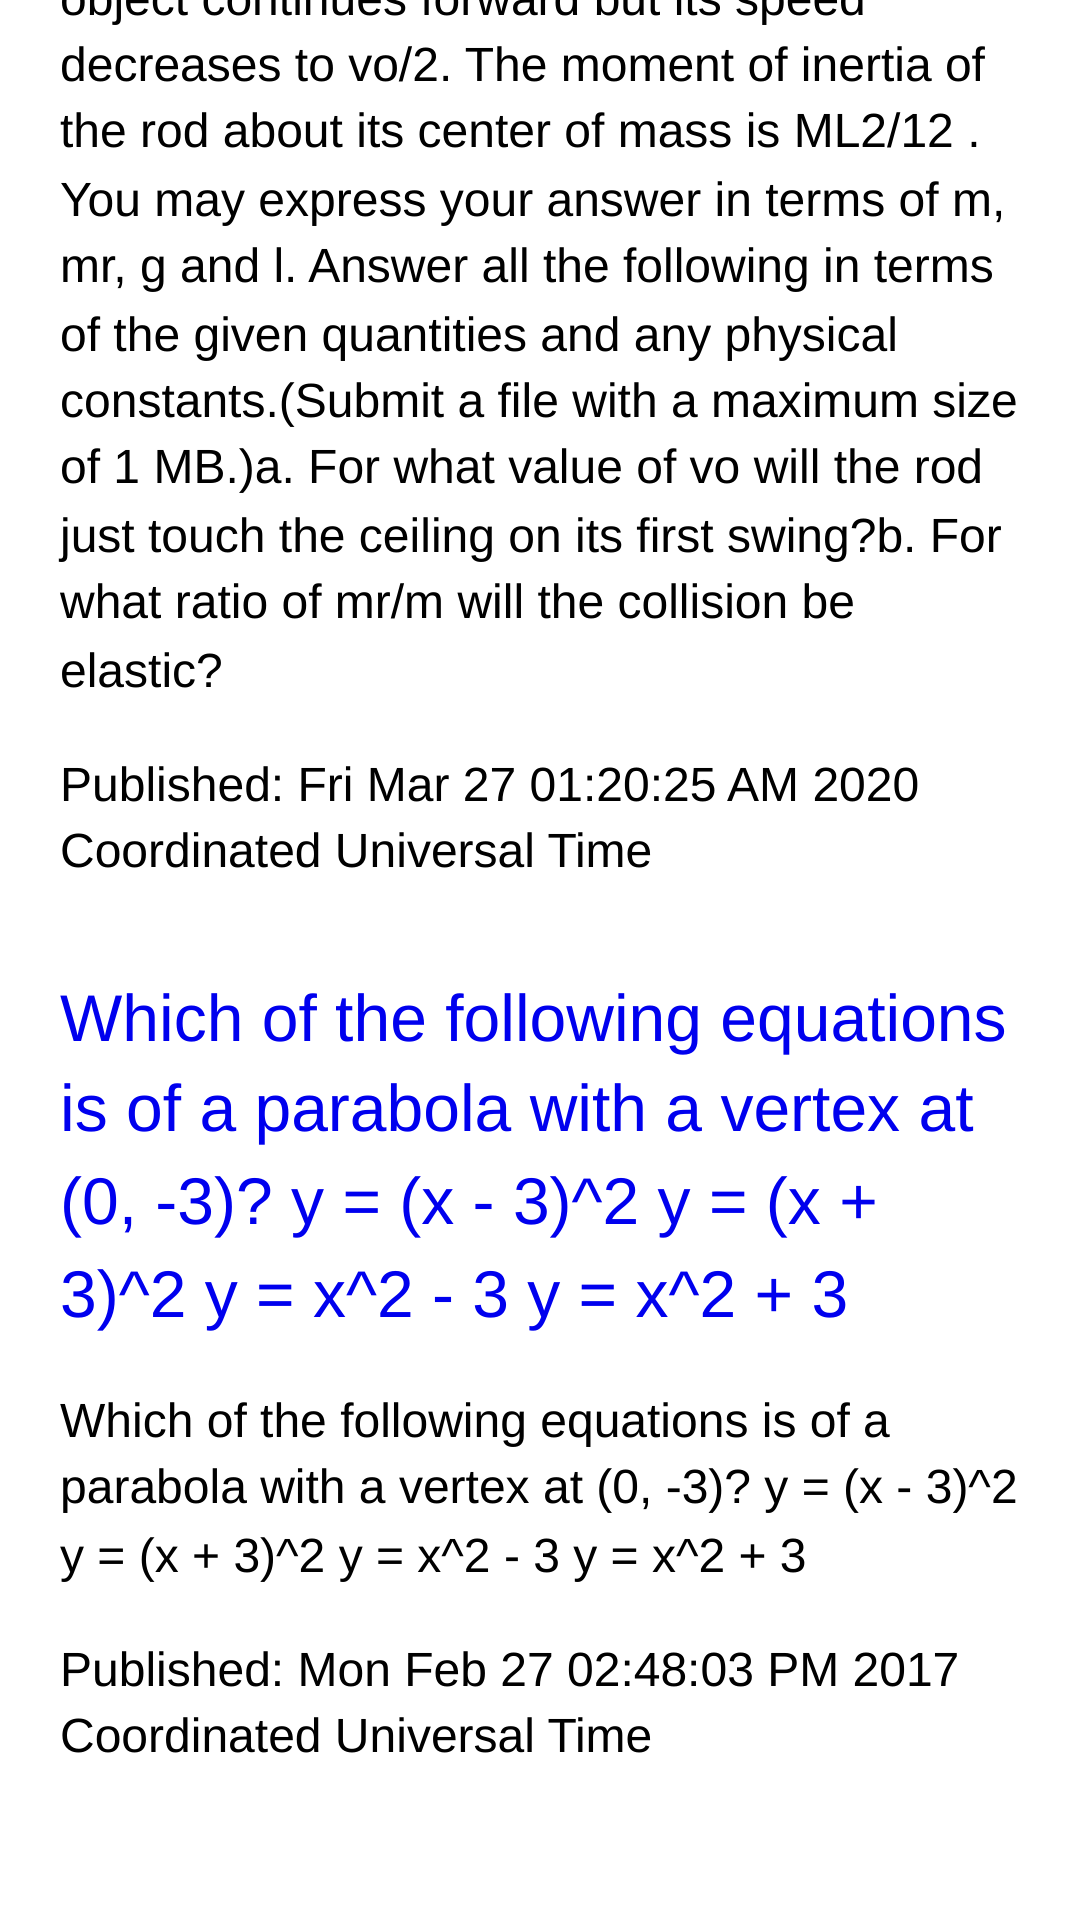 object continues forward but its speed
decreases to vo/2. The moment of inertia of
the rod about its center of mass is ML2/12 .
You may express your answer in terms of m,
mr, g and l. Answer all the following in terms
of the given quantities and any physical
constants.(Submit a file with a maximum size
of 1 MB.)a. For what value of vo will the rod
just touch the ceiling on its first swing?b. For
what ratio of mr/m will the collision be
elastic?
Published: Fri Mar 27 01:20:25 AM 2020
Coordinated Universal Time
Which of the following equations
is of a parabola with a vertex at
(0, -3)? y = (x - 3)^2 y = (x +
3)^2 y = x^2 - 3 y = x^2 + 3
Which of the following equations is of a
parabola with a vertex at (0, -3)? y = (x - 3)^2
y = (x + 3)^2 y = x^2 - 3 y = x^2 + 3
Published: Mon Feb 27 02:48:03 PM 2017
Coordinated Universal Time